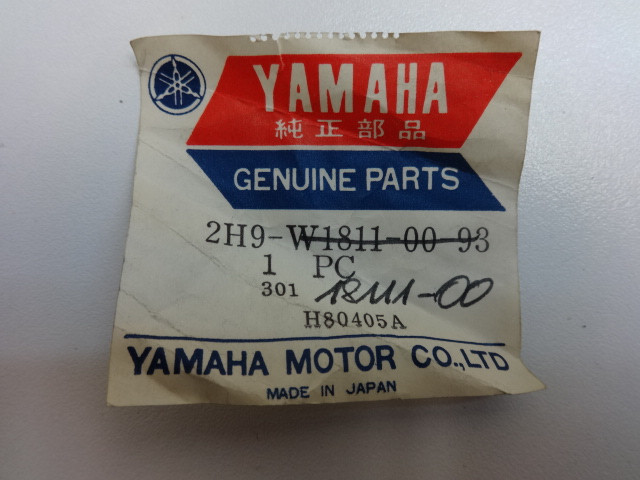 YAMAHA
純正部品
GENUINE PARTS
2H9-W1811-00-93
1 PC
301 18111-00
H80405A
YAMAHA MOTOR CO.,LTD
MADE IN JAPAN